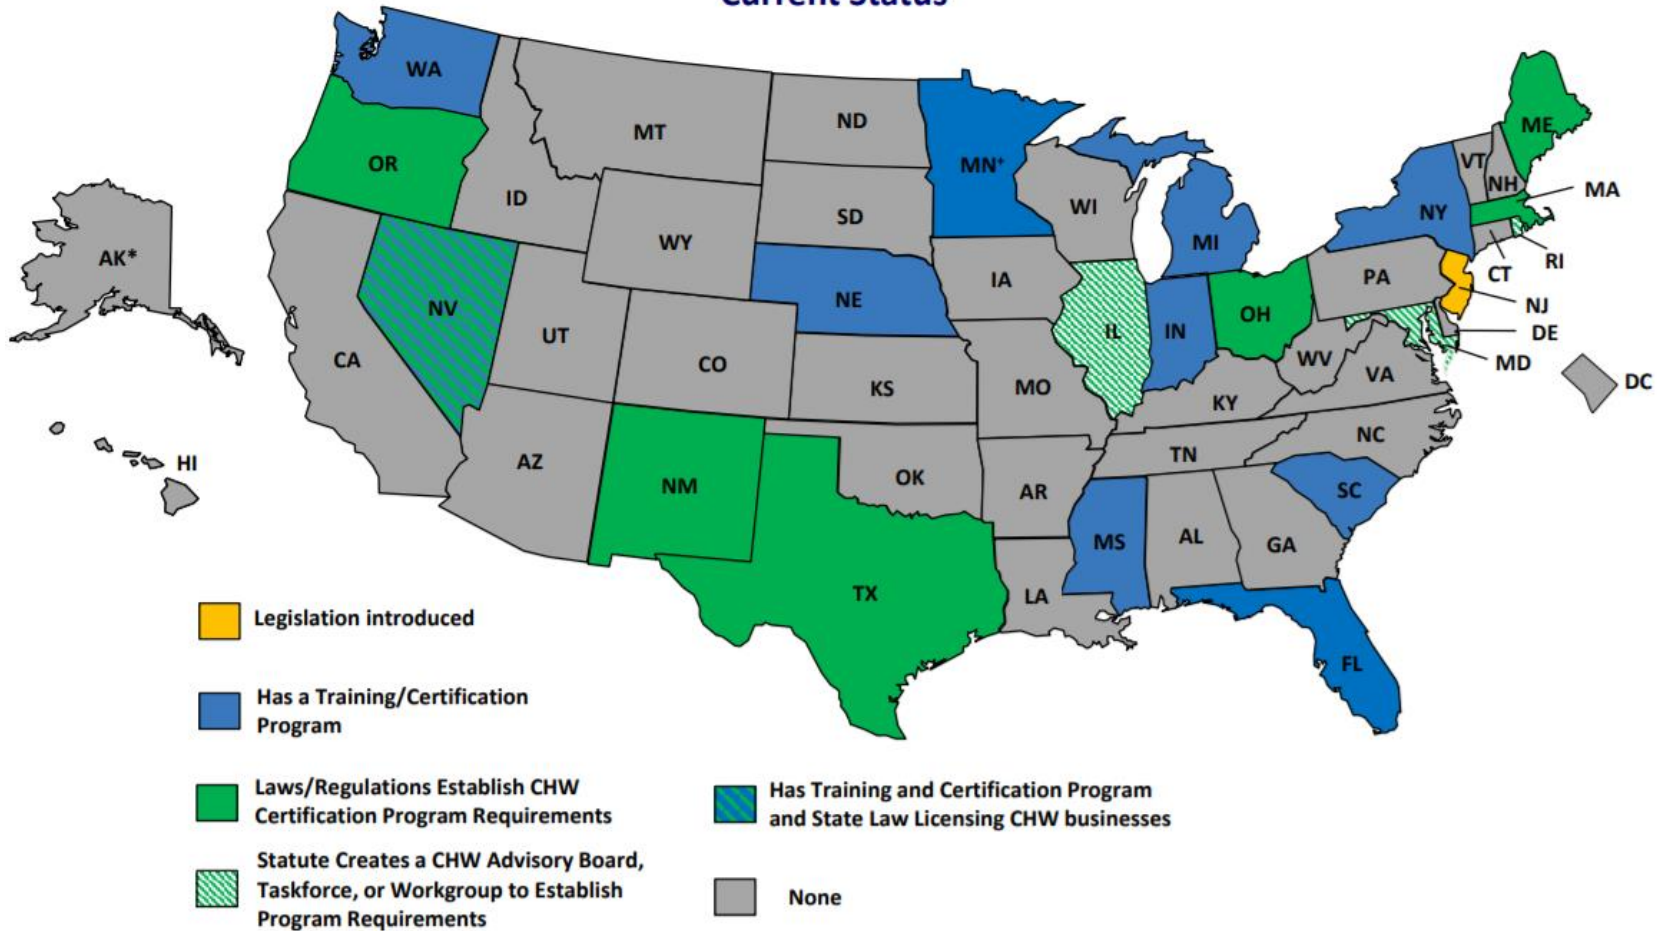 Current Status
WA
OR
ID
MT
ND
SD
MN+
WI
MI
NY
VT
NH
ME
MA
RI
CT
NJ
DE
MD
DC
PA
AK*
HI
CA
NV
UT
WY
NE
IA
IL
IN
OH
WV
VA
KY
CO
KS
MO
TN
NC
SC
AZ
NM
OK
AR
MS
AL
GA
TX
LA
FL
Legislation introduced
Has a Training/Certification
Program
Laws/Regulations Establish CHW
Certification Program Requirements
Statute Creates a CHW Advisory Board,
Taskforce, or Workgroup to Establish
Program Requirements
Has Training and Certification Program
and State Law Licensing CHW businesses
None